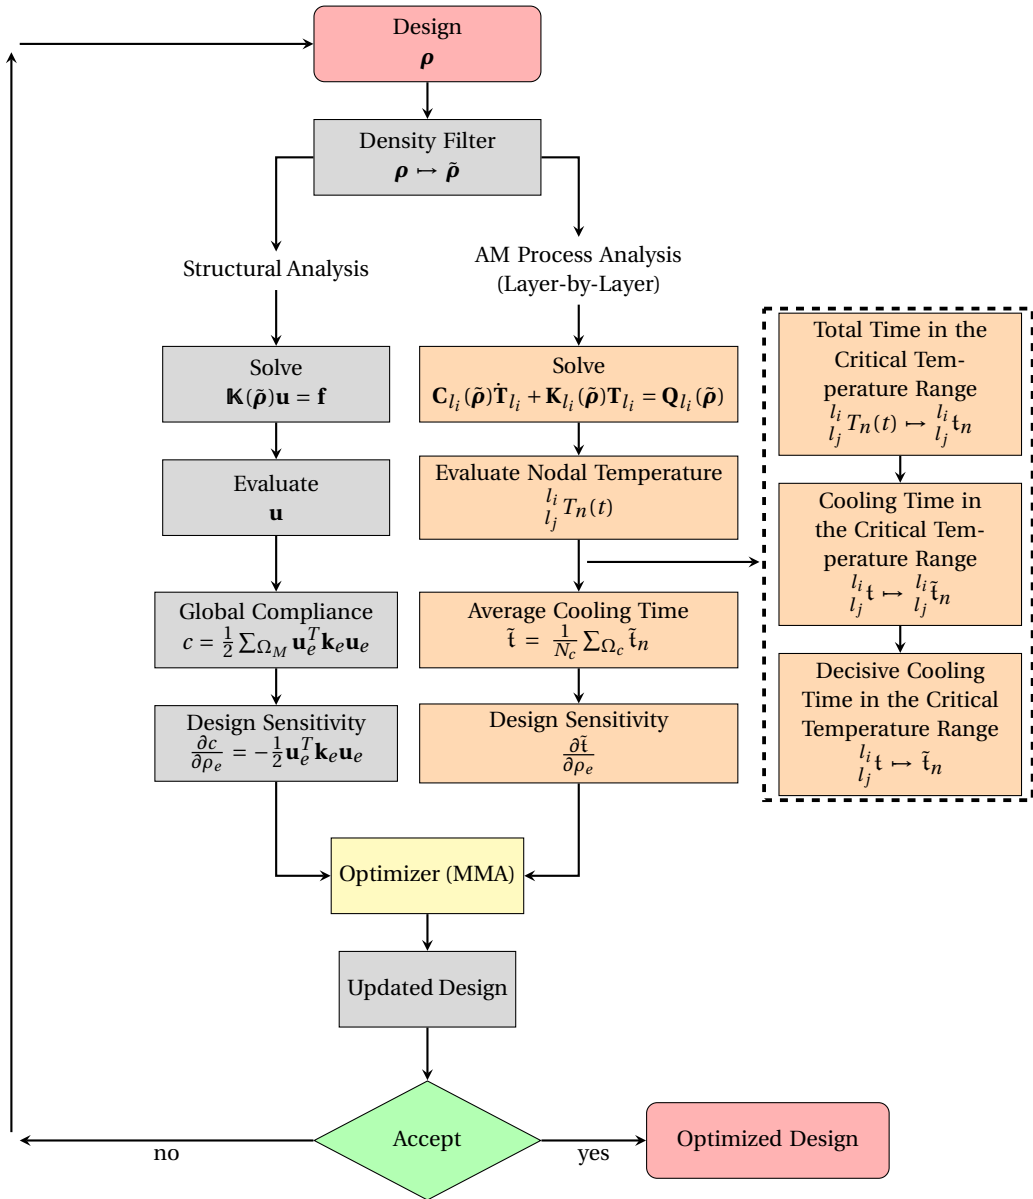 Design
𝝆
Density Filter
𝝆 ↦ 𝝆̃
Structural Analysis
AM Process Analysis
(Layer-by-Layer)
Solve
𝕂(𝝆̃)𝐮 = 𝐟
Solve
𝐂_{l_i}(𝝆̃)𝐓̇_{l_i} + 𝐊_{l_i}(𝝆̃)𝐓_{l_i} = 𝐐_{l_i}(𝝆̃)
Evaluate
𝐮
Evaluate Nodal Temperature
^{l_i}_{l_j}T_n(t)
Global Compliance
c = \frac{1}{2} ∑_{Ω_M} 𝐮_e^T 𝐤_e 𝐮_e
Average Cooling Time
𝔱̃ = \frac{1}{N_c} ∑_{Ω_c} 𝔱̃_n
Design Sensitivity
\frac{∂c}{∂ρ_e} = −\frac{1}{2} 𝐮_e^T 𝐤_e 𝐮_e
Design Sensitivity
\frac{∂𝔱̃}{∂ρ_e}
Total Time in the
Critical Tem-
perature Range
^{l_i}_{l_j}T_n(t) ↦ ^{l_i}_{l_j}𝔱_n
Cooling Time in
the Critical Tem-
perature Range
^{l_i}_{l_j}𝔱 ↦ ^{l_i}_{l_j}𝔱̃_n
Decisive Cooling
Time in the Critical
Temperature Range
^{l_i}_{l_j}𝔱 ↦ 𝔱̃_n
Optimizer (MMA)
Updated Design
Accept
no
yes
Optimized Design